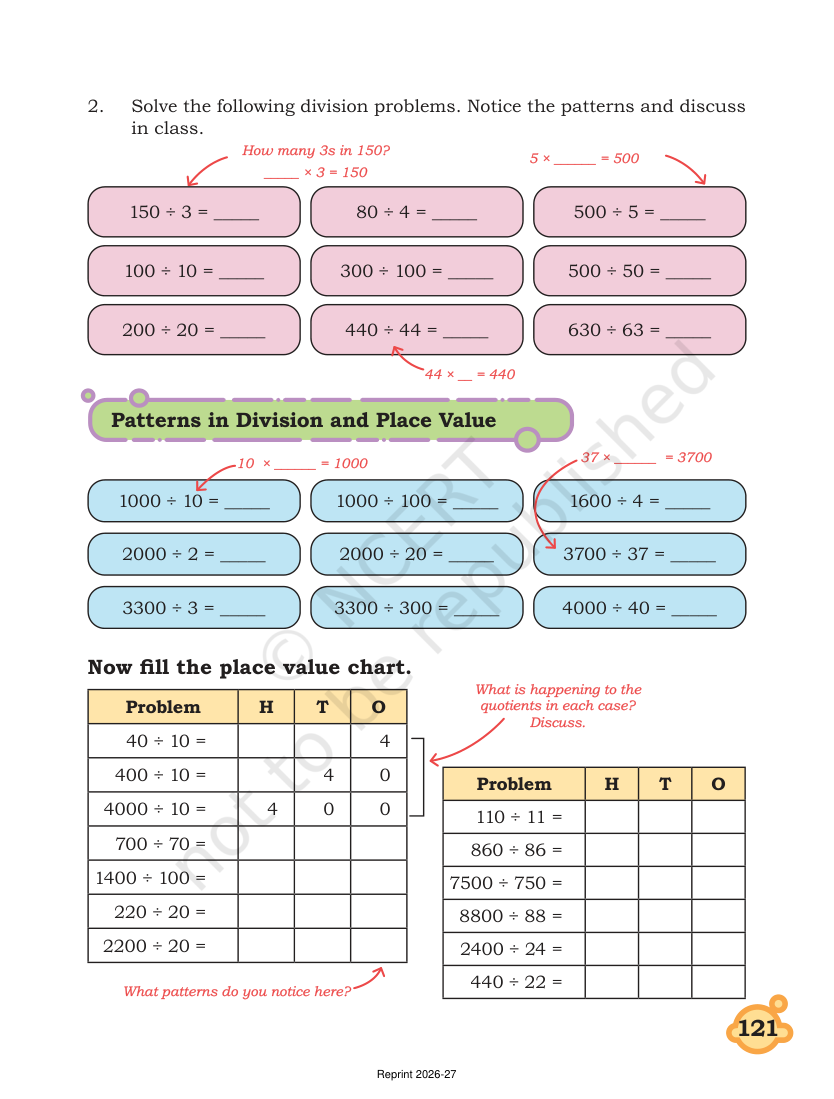 2. Solve the following division problems. Notice the patterns and discuss
in class.
How many 3s in 150?
_____ × 3 = 150
5 × ______ = 500
150 ÷ 3 = _____
80 ÷ 4 = _____
500 ÷ 5 = _____
100 ÷ 10 = _____
300 ÷ 100 = _____
500 ÷ 50 = _____
200 ÷ 20 = _____
440 ÷ 44 = _____
630 ÷ 63 = _____
44 × __ = 440
Patterns in Division and Place Value
10 × ______ = 1000
37 × ______ = 3700
1000 ÷ 10 = _____
1000 ÷ 100 = _____
1600 ÷ 4 = _____
2000 ÷ 2 = _____
2000 ÷ 20 = _____
3700 ÷ 37 = _____
3300 ÷ 3 = _____
3300 ÷ 300 = _____
4000 ÷ 40 = _____
Now fill the place value chart.
Problem H T O
40 ÷ 10 = 4
400 ÷ 10 = 4 0
4000 ÷ 10 = 4 0 0
700 ÷ 70 =
1400 ÷ 100 =
220 ÷ 20 =
2200 ÷ 20 =
What patterns do you notice here?
What is happening to the
quotients in each case?
Discuss.
Problem H T O
110 ÷ 11 =
860 ÷ 86 =
7500 ÷ 750 =
8800 ÷ 88 =
2400 ÷ 24 =
440 ÷ 22 =
© NCERT
not to be republished
121
Reprint 2026-27